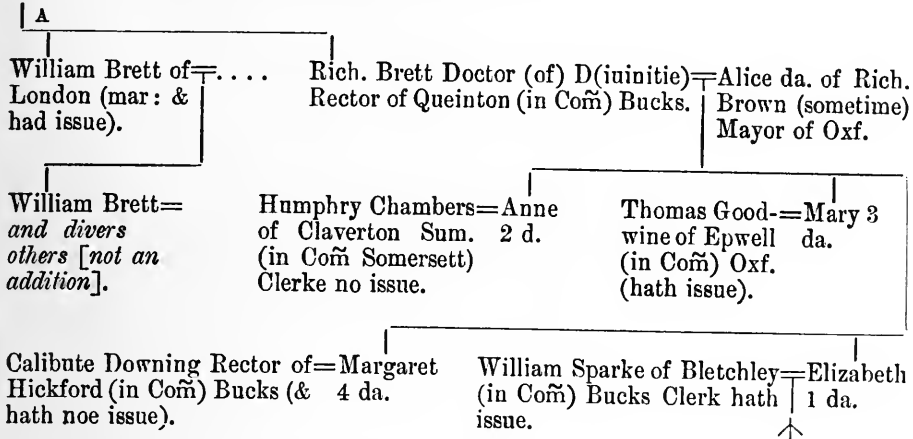 A
William Brett of=....
London (mar: &
had issue).
Rich. Brett Doctor (of) D(iuinitie)=Alice da. of Rich.
Rector of Queinton (in Com̃) Bucks. Brown (sometime)
Mayor of Oxf.
William Brett=
and divers
others [not an
addition].
Humphry Chambers=Anne
of Claverton Sum. 2 d.
(in Com̃ Somersett)
Clerke no issue.
Thomas Good-=Mary 3
wine of Epwell da.
(in Com̃) Oxf.
(hath issue).
Calibute Downing Rector of=Margaret
Hickford (in Com̃) Bucks (& 4 da.
hath noe issue).
William Sparke of Bletchley=Elizabeth
(in Com̃) Bucks Clerk hath 1 da.
issue.